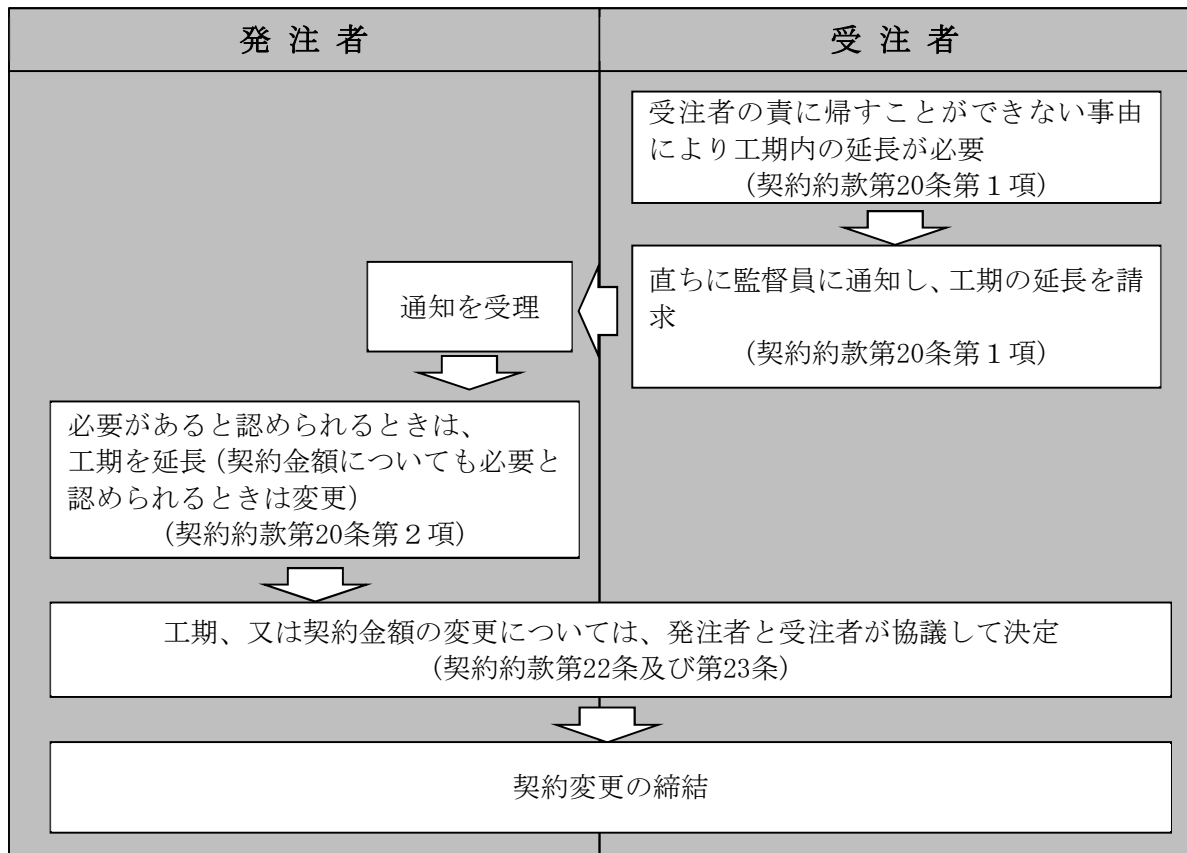 発注者
受注者
受注者の責に帰すことができない事由
により工期内の延長が必要
(契約約款第20条第１項)
直ちに監督員に通知し、工期の延長を請
求
(契約約款第20条第１項)
通知を受理
必要があると認められるときは、
工期を延長(契約金額についても必要と
認められるときは変更)
(契約約款第20条第２項)
工期、又は契約金額の変更については、発注者と受注者が協議して決定
(契約約款第22条及び第23条)
契約変更の締結